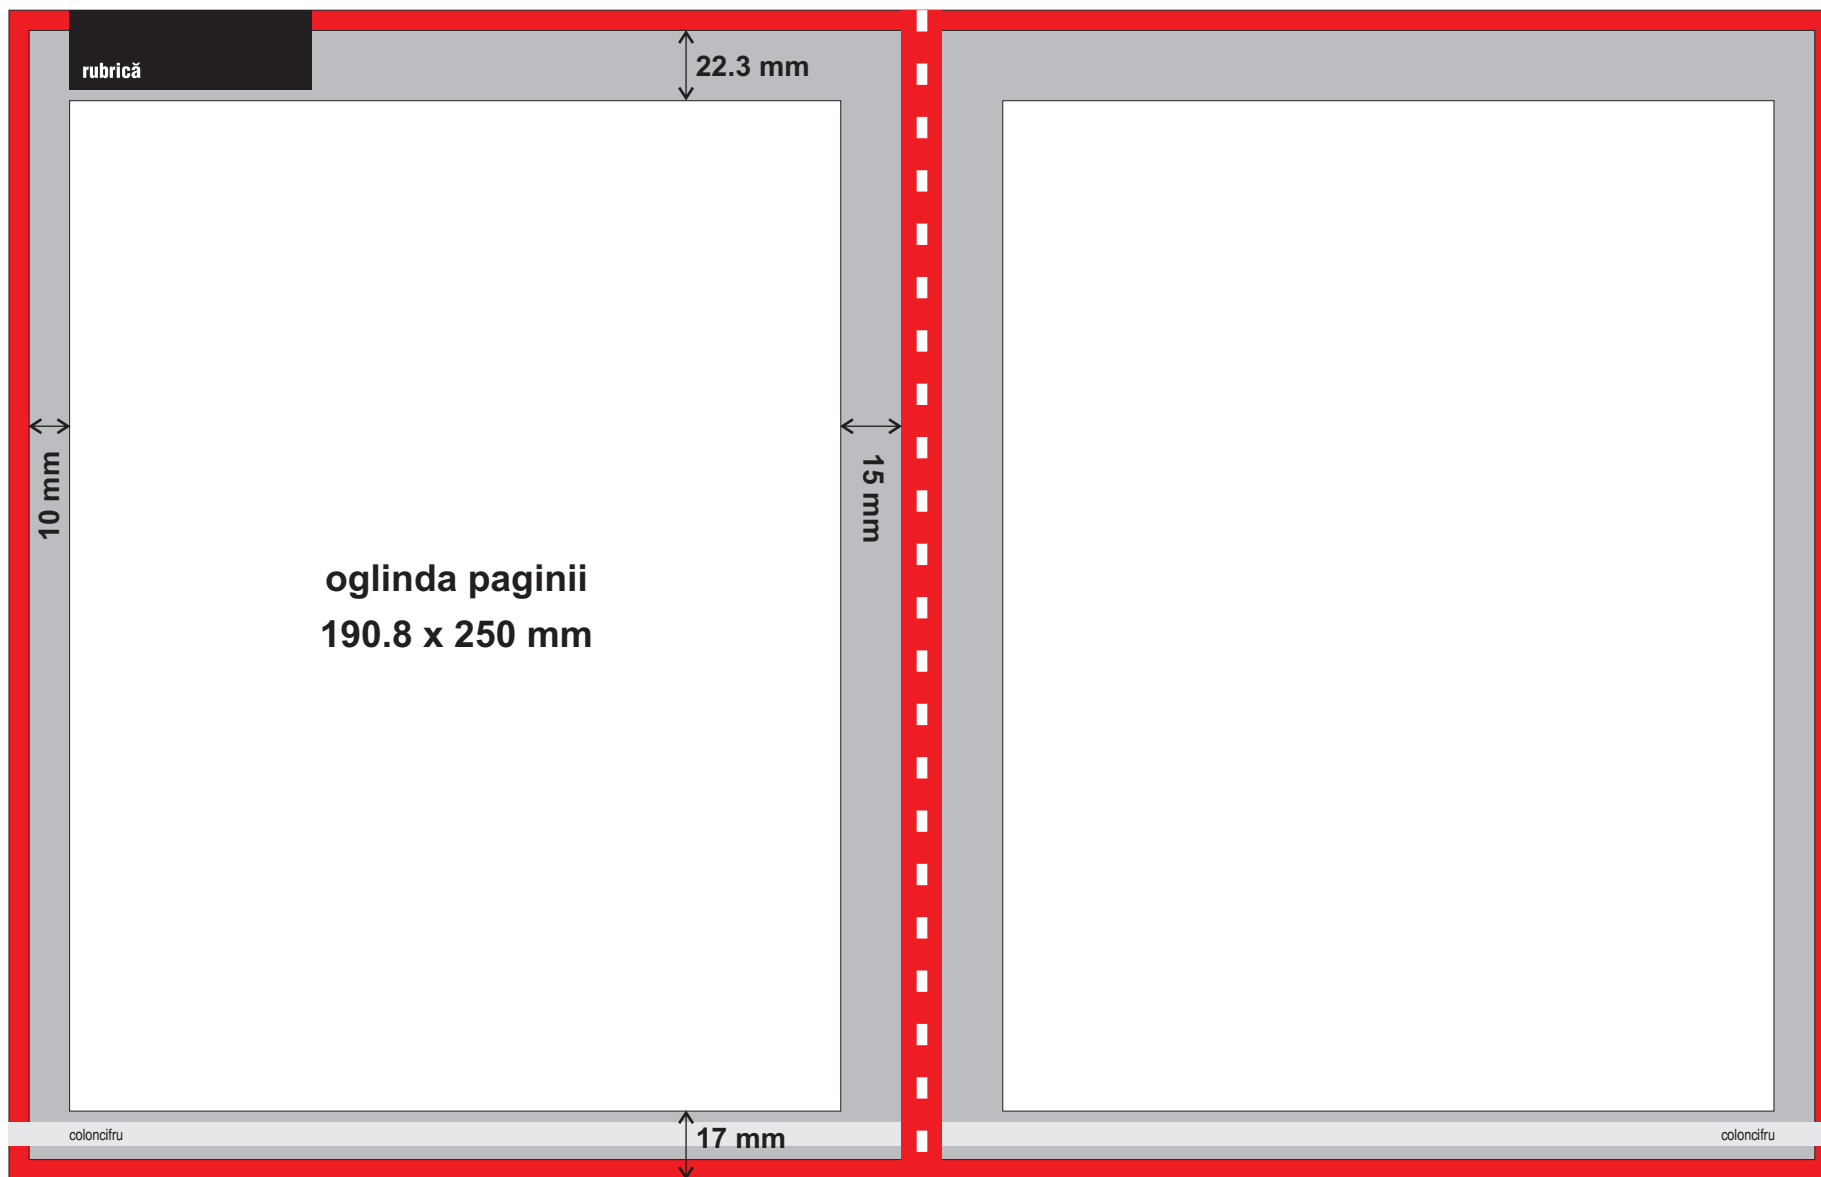 rubrică
22.3 mm
10 mm
15 mm
oglinda paginii
190.8 x 250 mm
17 mm
coloncifru
coloncifru